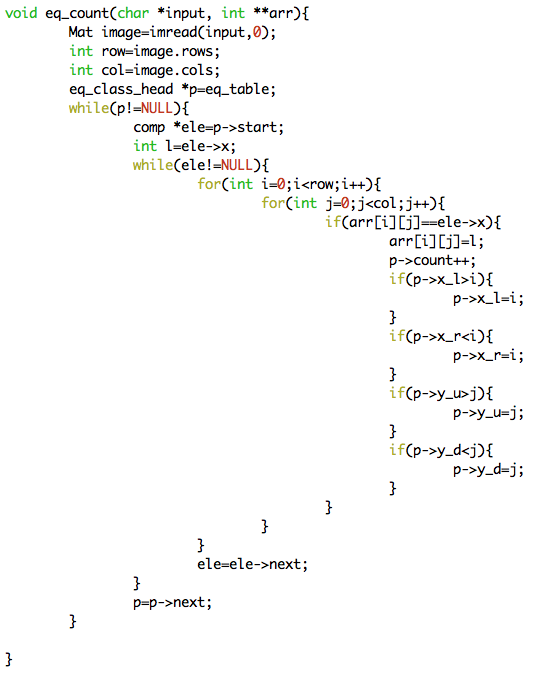 void eq_count(char *input, int **arr){
        Mat image=imread(input,0);
        int row=image.rows;
        int col=image.cols;
        eq_class_head *p=eq_table;
        while(p!=NULL){
                comp *ele=p->start;
                int l=ele->x;
                while(ele!=NULL){
                        for(int i=0;i<row;i++){
                                for(int j=0;j<col;j++){
                                        if(arr[i][j]==ele->x){
                                                arr[i][j]=l;
                                                p->count++;
                                                if(p->x_l>i){
                                                        p->x_l=i;
                                                }
                                                if(p->x_r<i){
                                                        p->x_r=i;
                                                }
                                                if(p->y_u>j){
                                                        p->y_u=j;
                                                }
                                                if(p->y_d<j){
                                                        p->y_d=j;
                                                }
                                        }
                                }
                        }
                        ele=ele->next;
                }
                p=p->next;
        }

}